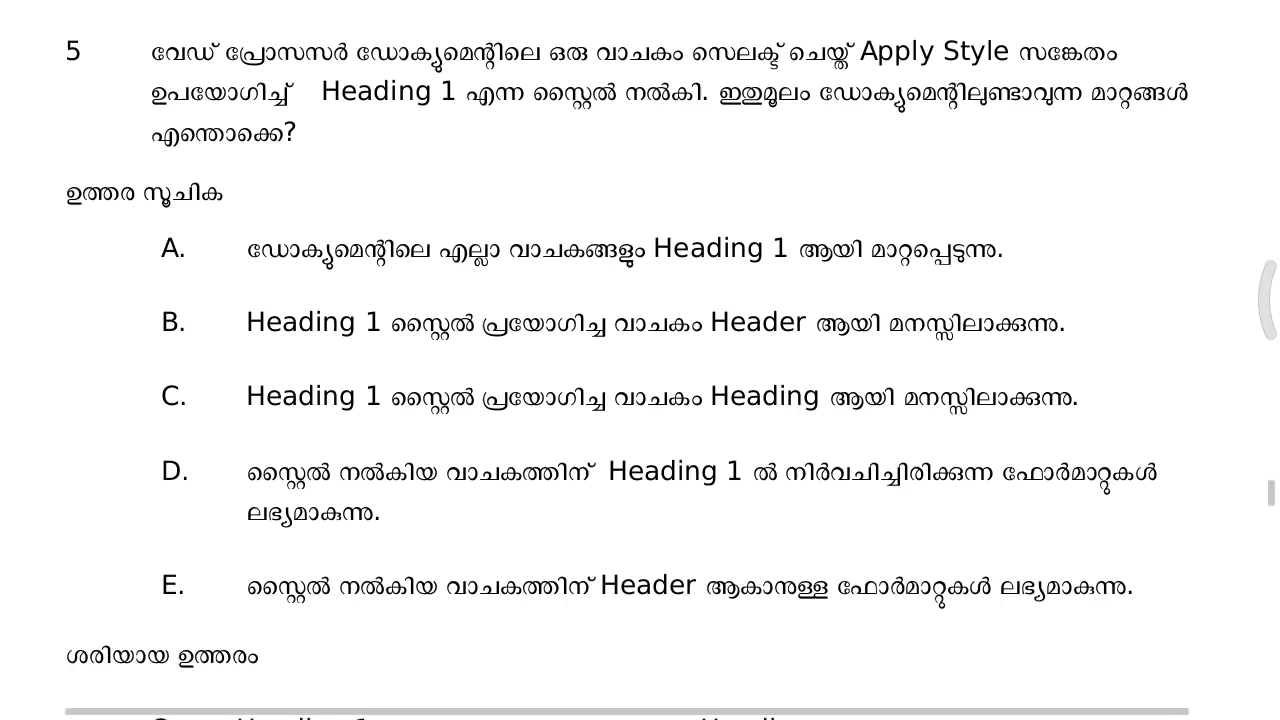 5 വേഡ് പ്രോസസർ ഡോക്യുമെന്റിലെ ഒരു വാചകം സെലക്ട് ചെയ്ത് Apply Style സങ്കേതം
ഉപയോഗിച്ച് Heading 1 എന്ന സ്റ്റൈൽ നൽകി. ഇതുമൂലം ഡോക്യുമെന്റിലുണ്ടാവുന്ന മാറ്റങ്ങൾ
എന്തൊക്കെ?
ഉത്തര സൂചിക
A. ഡോക്യുമെന്റിലെ എല്ലാ വാചകങ്ങളും Heading 1 ആയി മാറ്റപ്പെടുന്നു.
B. Heading 1 സ്റ്റൈൽ പ്രയോഗിച്ച വാചകം Header ആയി മനസ്സിലാക്കുന്നു.
C. Heading 1 സ്റ്റൈൽ പ്രയോഗിച്ച വാചകം Heading ആയി മനസ്സിലാക്കുന്നു.
D. സ്റ്റൈൽ നൽകിയ വാചകത്തിന് Heading 1 ൽ നിർവചിച്ചിരിക്കുന്ന ഫോർമാറ്റുകൾ
ലഭ്യമാകുന്നു.
E. സ്റ്റൈൽ നൽകിയ വാചകത്തിന് Header ആകാനുള്ള ഫോർമാറ്റുകൾ ലഭ്യമാകുന്നു.
ശരിയായ ഉത്തരം